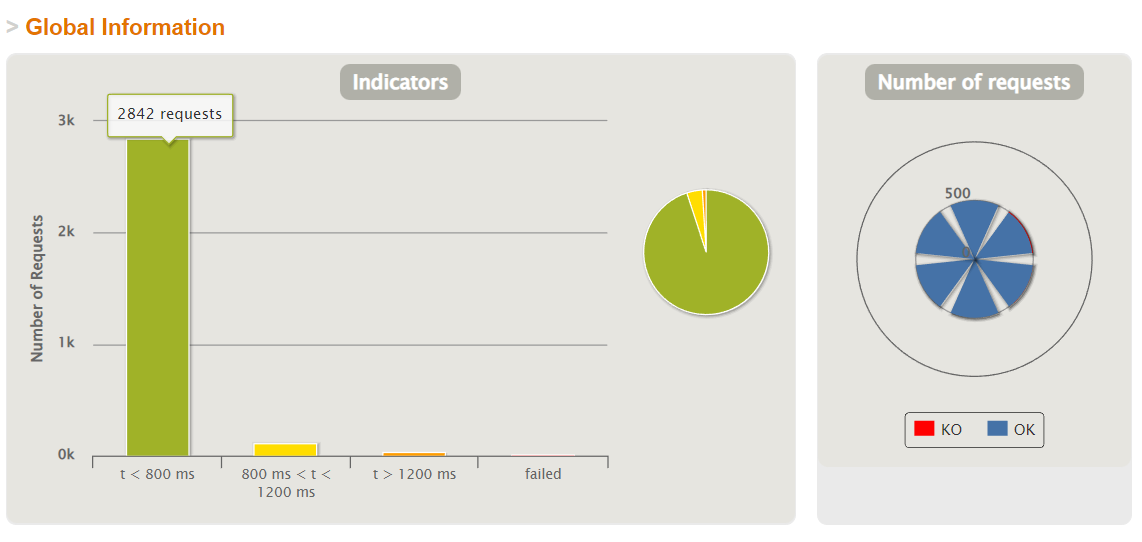 > Global Information
Indicators
2842 requests
3k
2k
1k
0k
Number of Requests
t < 800 ms
800 ms < t <
1200 ms
t > 1200 ms
failed
Number of requests
500
0
KO
OK